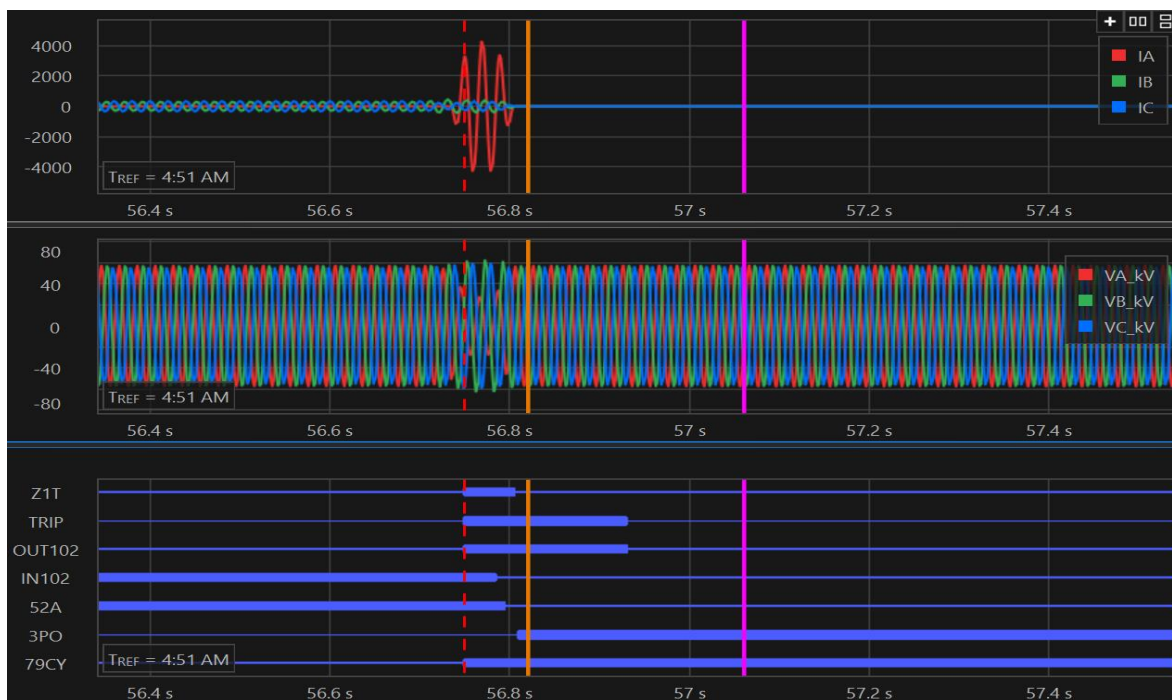 4000
2000
0
-2000
-4000
IA
IB
IC
TREF = 4:51 AM
56.4 s 56.6 s 56.8 s 57 s 57.2 s 57.4 s
80
40
0
-40
-80
VA_kV
VB_kV
VC_kV
TREF = 4:51 AM
56.4 s 56.6 s 56.8 s 57 s 57.2 s 57.4 s
Z1T
TRIP
OUT102
IN102
52A
3PO
79CY
TREF = 4:51 AM
56.4 s 56.6 s 56.8 s 57 s 57.2 s 57.4 s